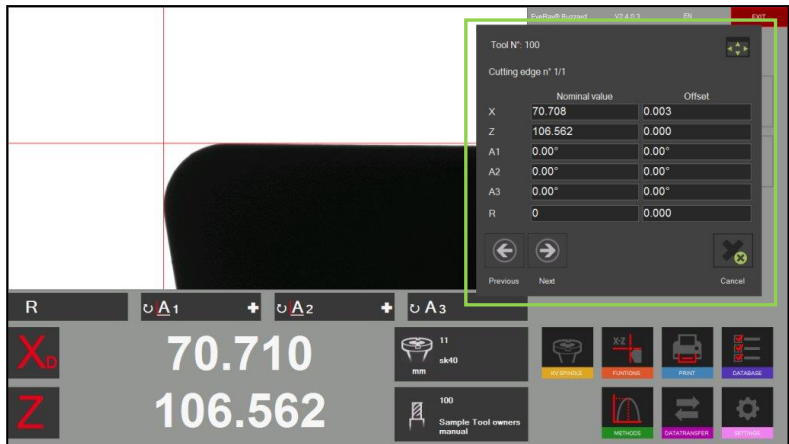 EyeRay® Buzzard V2.4.0.3 EN EXIT
Tool N°: 100
Cutting edge n° 1/1
Nominal value Offset
X 70.708 0.003
Z 106.562 0.000
A1 0.00° 0.00°
A2 0.00° 0.00°
A3 0.00° 0.00°
R 0 0.000
Previous Next Cancel
R A1 A2 A3
XD 70.710
Z 106.562
11
sk40
mm
100
Sample Tool owners
manual
KV SPINDLE
X-Z
FUNTIONS
PRINT
DATABASE
METHODS
DATATRANSFER
SETTINGS